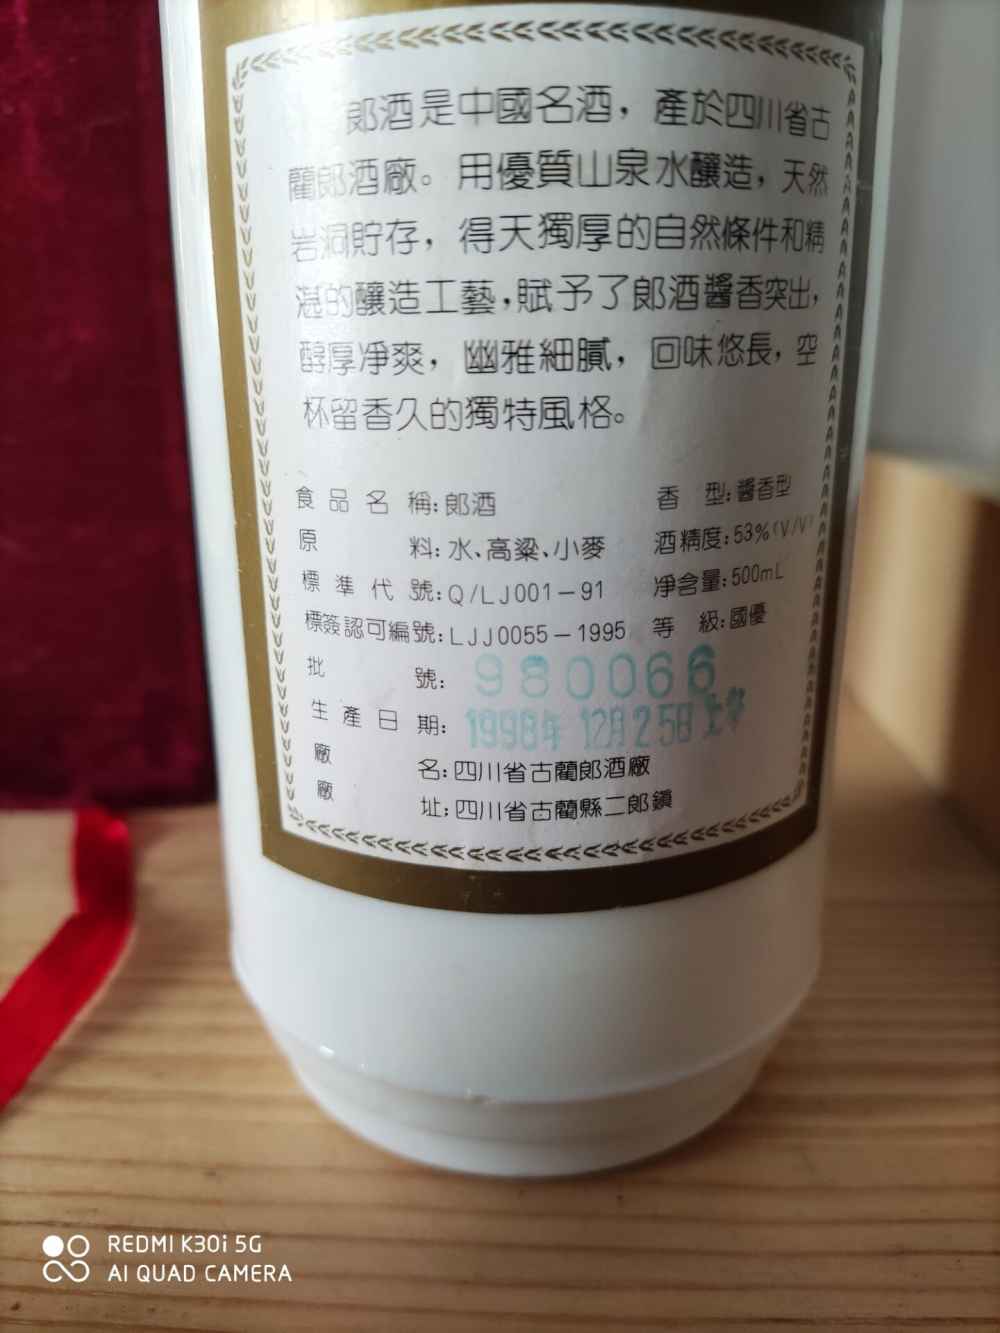 郎酒是中國名酒，產於四川省古
藺郎酒廠。用優質山泉水釀造，天然
岩洞貯存，得天獨厚的自然條件和精
湛的釀造工藝，賦予了郎酒醬香突出，
醇厚凈爽，幽雅細膩，回味悠長，空
杯留香久的獨特風格。
食品名稱：郎酒 香型：醬香型
原料：水、高粱、小麥 酒精度：53%（V/V）
標準代號：Q/LJ001－91 凈含量：500mL
標簽認可編號：LJJ0055－1995 等級：國優
批號：980066
生產日期：1998年12月25日
廠名：四川省古藺郎酒廠
廠址：四川省古藺縣二郎鎮
REDMI K30i 5G
AI QUAD CAMERA